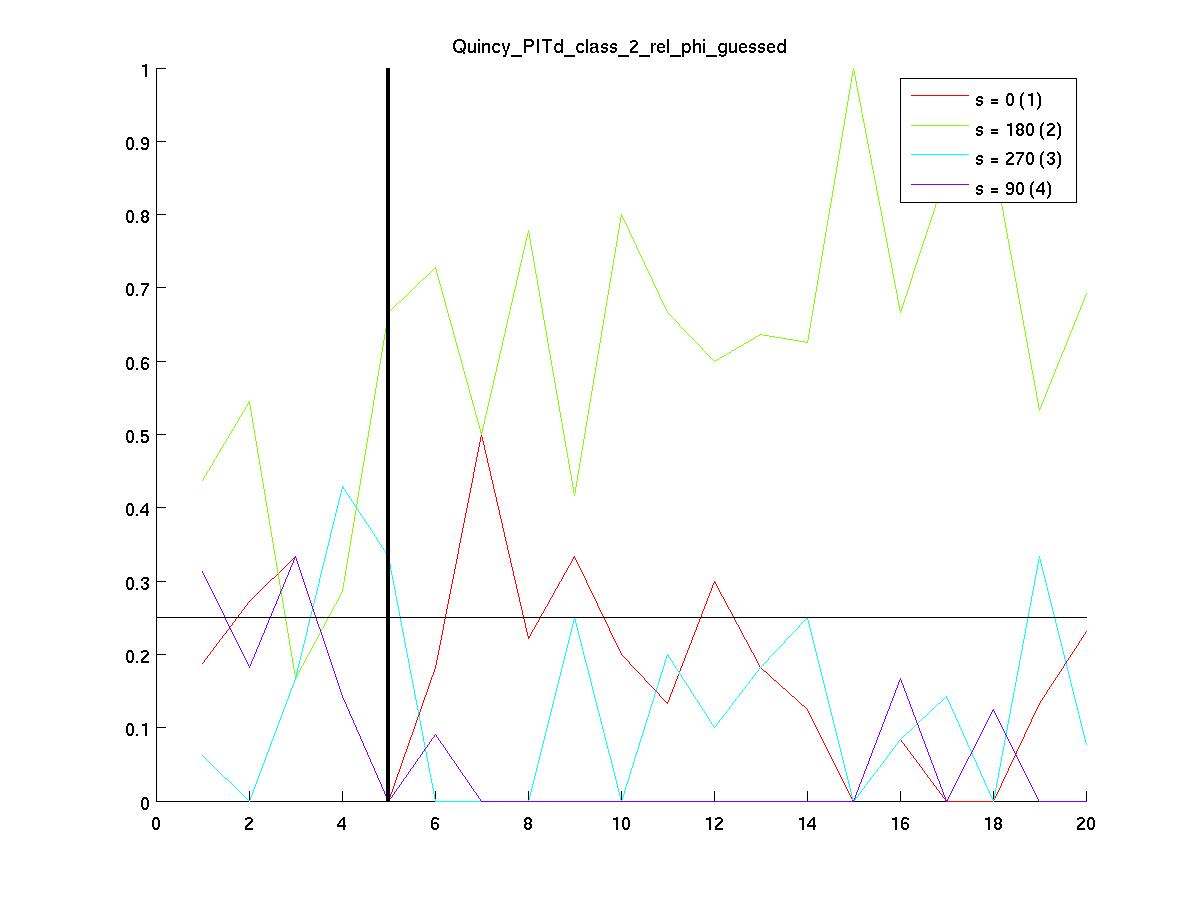 Quincy_PITd_class_2_rel_phi_guessed
1
0.9
0.8
0.7
0.6
0.5
0.4
0.3
0.2
0.1
0
0 2 4 6 8 10 12 14 16 18 20
s = 0 (1)
s = 180 (2)
s = 270 (3)
s = 90 (4)